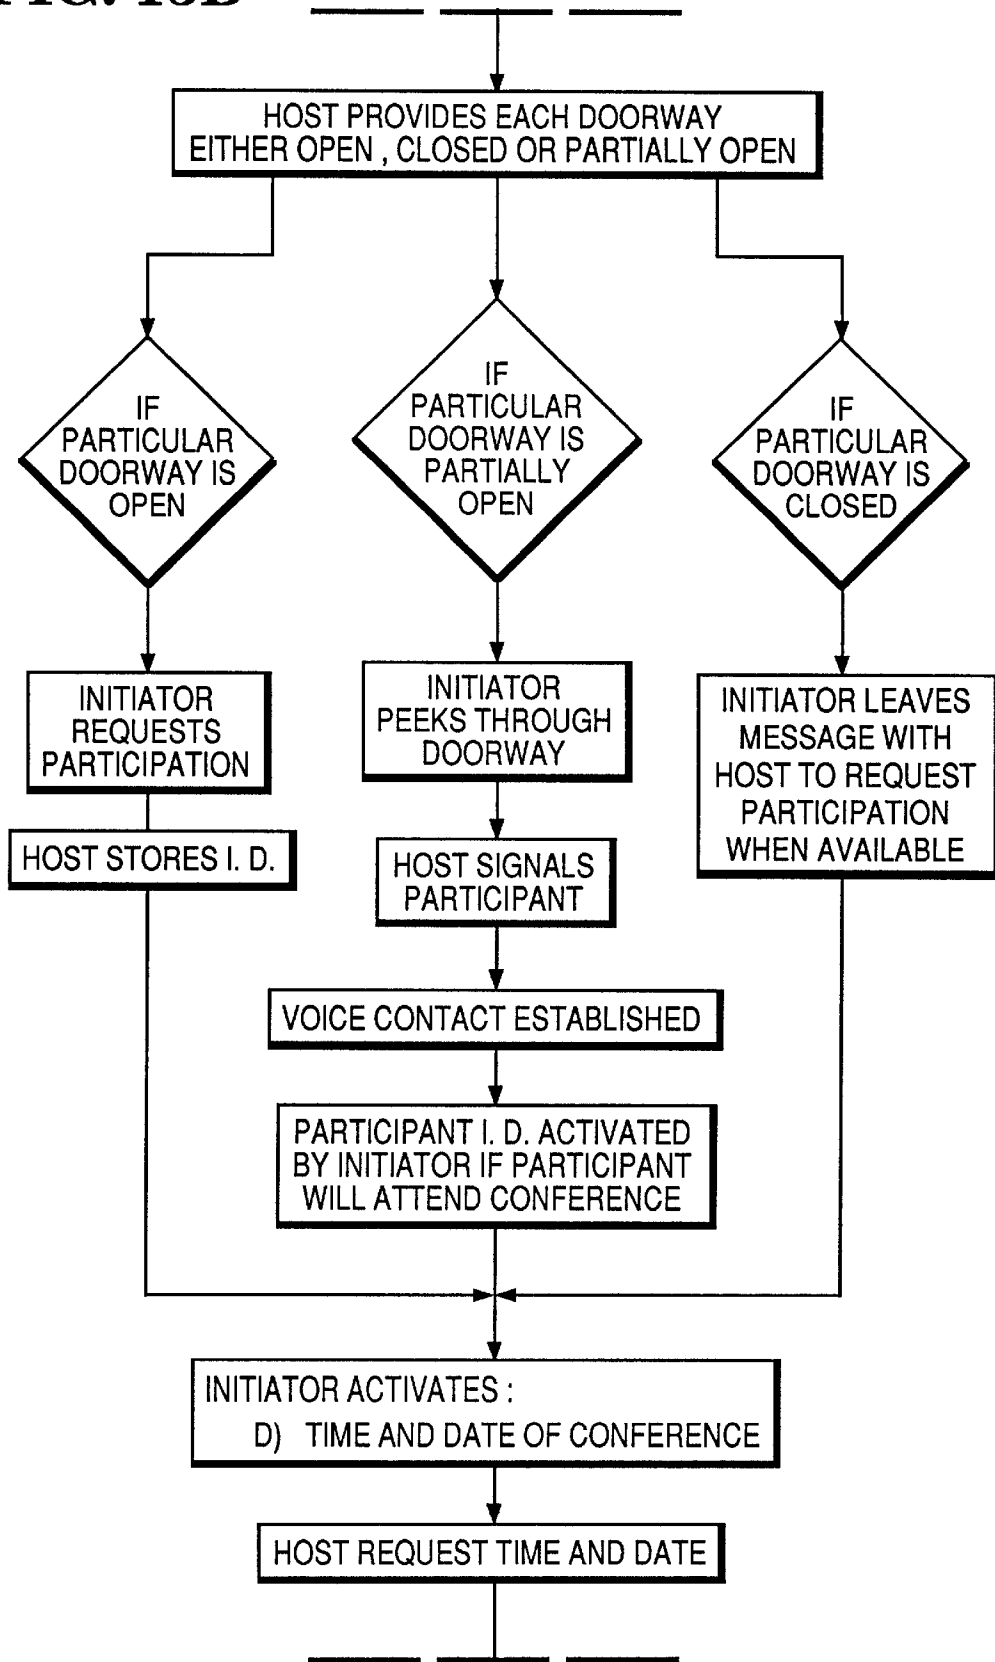 HOST PROVIDES EACH DOORWAY
EITHER OPEN , CLOSED OR PARTIALLY OPEN
IF
PARTICULAR
DOORWAY IS
OPEN
IF
PARTICULAR
DOORWAY IS
PARTIALLY
OPEN
IF
PARTICULAR
DOORWAY IS
CLOSED
INITIATOR
REQUESTS
PARTICIPATION
HOST STORES I. D.
INITIATOR
PEEKS THROUGH
DOORWAY
HOST SIGNALS
PARTICIPANT
VOICE CONTACT ESTABLISHED
PARTICIPANT I. D. ACTIVATED
BY INITIATOR IF PARTICIPANT
WILL ATTEND CONFERENCE
INITIATOR LEAVES
MESSAGE WITH
HOST TO REQUEST
PARTICIPATION
WHEN AVAILABLE
INITIATOR ACTIVATES :
D) TIME AND DATE OF CONFERENCE
HOST REQUEST TIME AND DATE